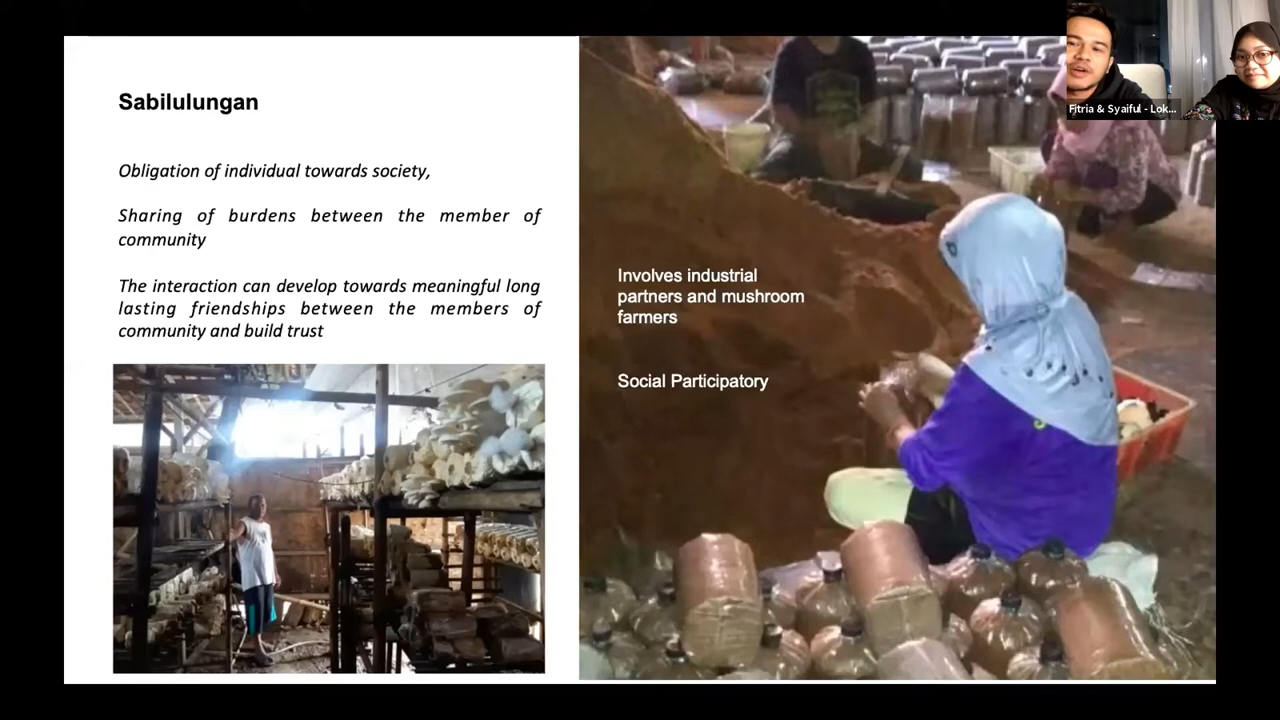 Sabilulungan
Obligation of individual towards society,
Sharing of burdens between the member of
community
The interaction can develop towards meaningful long
lasting friendships between the members of
community and build trust
Involves industrial
partners and mushroom
farmers
Social Participatory
Fitria & Syaiful - Lok...